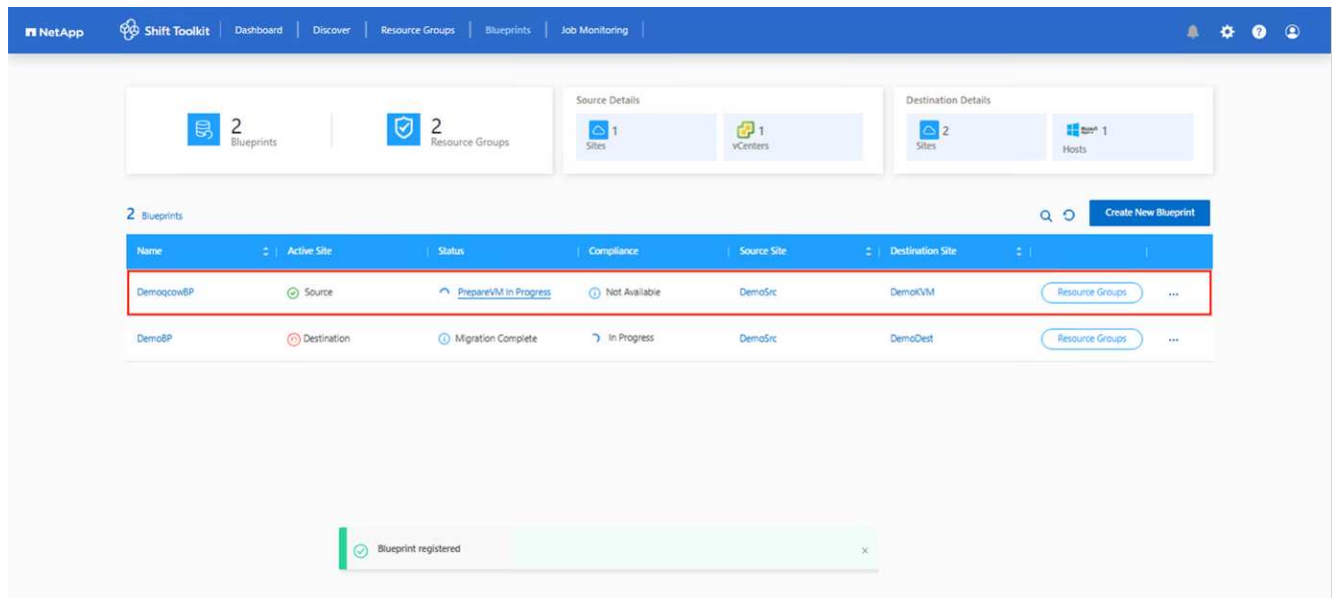 NetApp
Shift Toolkit
Dashboard
Discover
Resource Groups
Blueprints
Job Monitoring
2
Blueprints
2
Resource Groups
Source Details
1
Sites
1
vCenters
Destination Details
2
Sites
Microsoft 1
Hosts
2 Blueprints
Create New Blueprint
Name Active Site Status Compliance Source Site Destination Site
DemoqcowBP Source PrepareVM In Progress Not Available DemoSrc DemoKVM Resource Groups ...
DemoBP Destination Migration Complete In Progress DemoSrc DemoDest Resource Groups ...
Blueprint registered